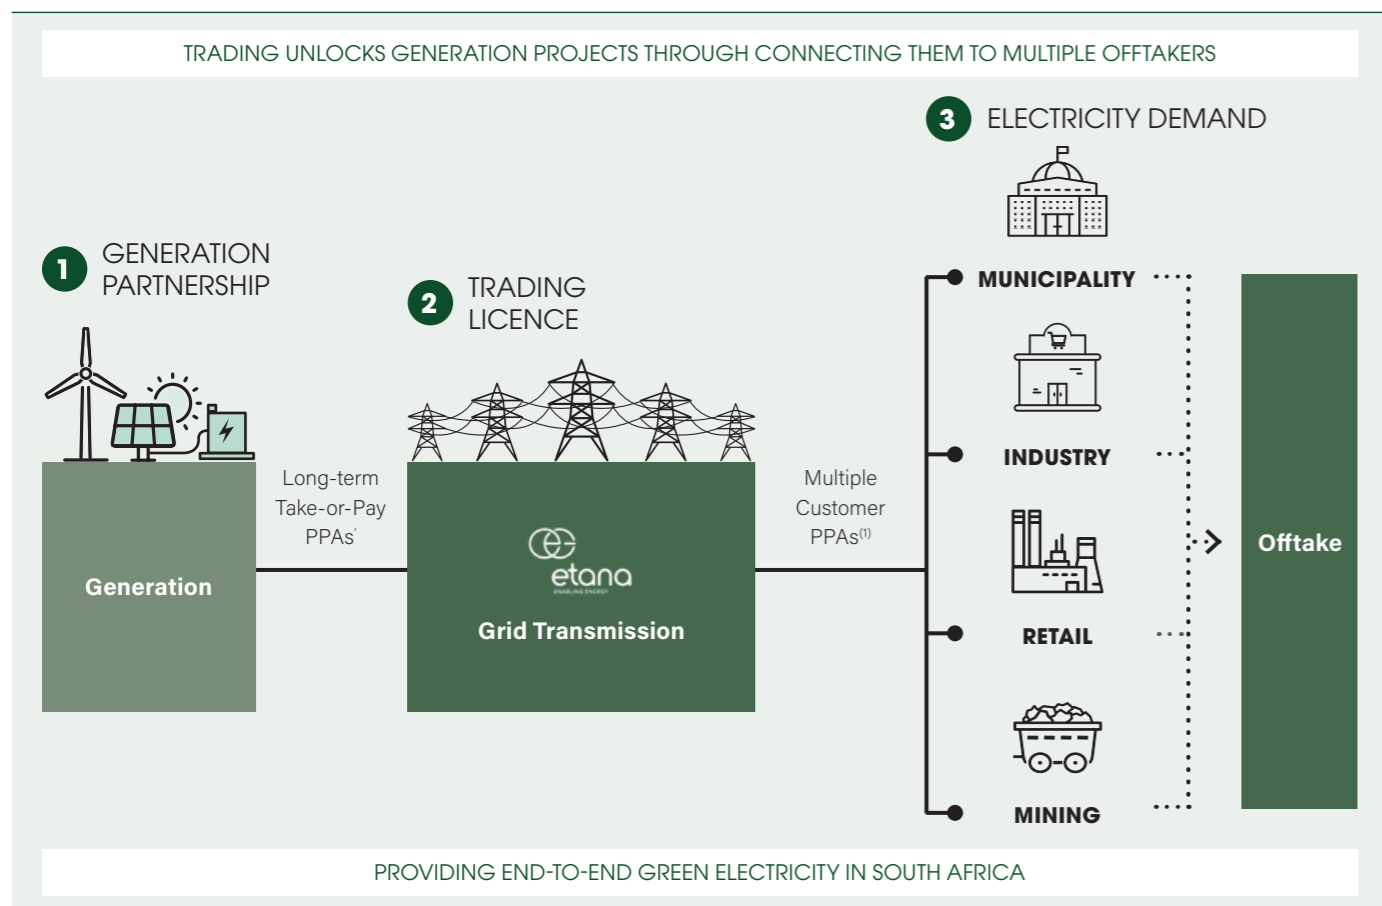 TRADING UNLOCKS GENERATION PROJECTS THROUGH CONNECTING THEM TO MULTIPLE OFFTAKERS
1
GENERATION
PARTNERSHIP
Generation
Long-term
Take-or-Pay
PPAs'
2
TRADING
LICENCE
etana
ENABLING ENERGY
Grid Transmission
Multiple
Customer
PPAs(1)
3
ELECTRICITY DEMAND
MUNICIPALITY
INDUSTRY
RETAIL
MINING
Offtake
PROVIDING END-TO-END GREEN ELECTRICITY IN SOUTH AFRICA